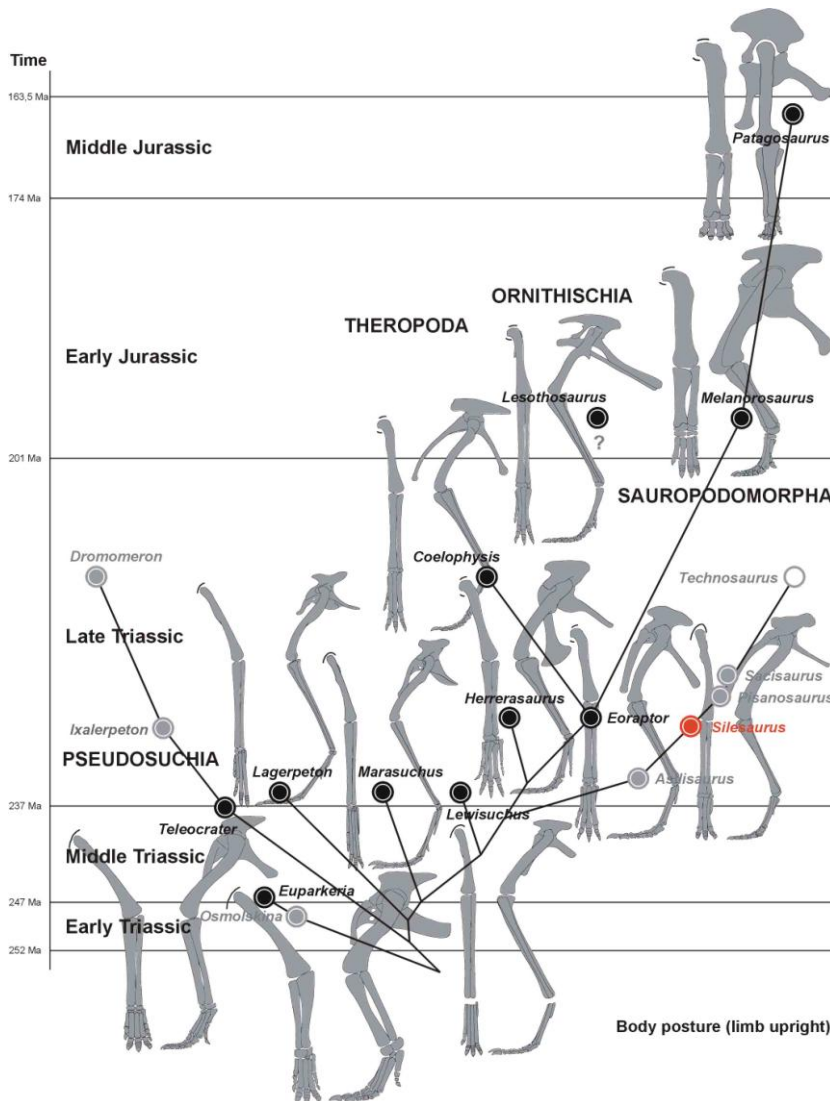 Time
163,5 Ma
Patagosaurus
Middle Jurassic
174 Ma
ORNITHISCHIA
THEROPODA
Early Jurassic
Lesothosaurus
Melanorosaurus
?
201 Ma
SAUROPODOMORPHA
Dromomeron
Coelophysis
Technosaurus
Late Triassic
Sacisaurus
Herrerasaurus
Pisanosaurus
Eoraptor
Ixalerpeton
Silesaurus
PSEUDOSUCHIA
Lagerpeton
Marasuchus
Asilisaurus
237 Ma
Lewisuchus
Teleocrater
Middle Triassic
Euparkeria
247 Ma
Osmolskina
Early Triassic
252 Ma
Body posture (limb upright)